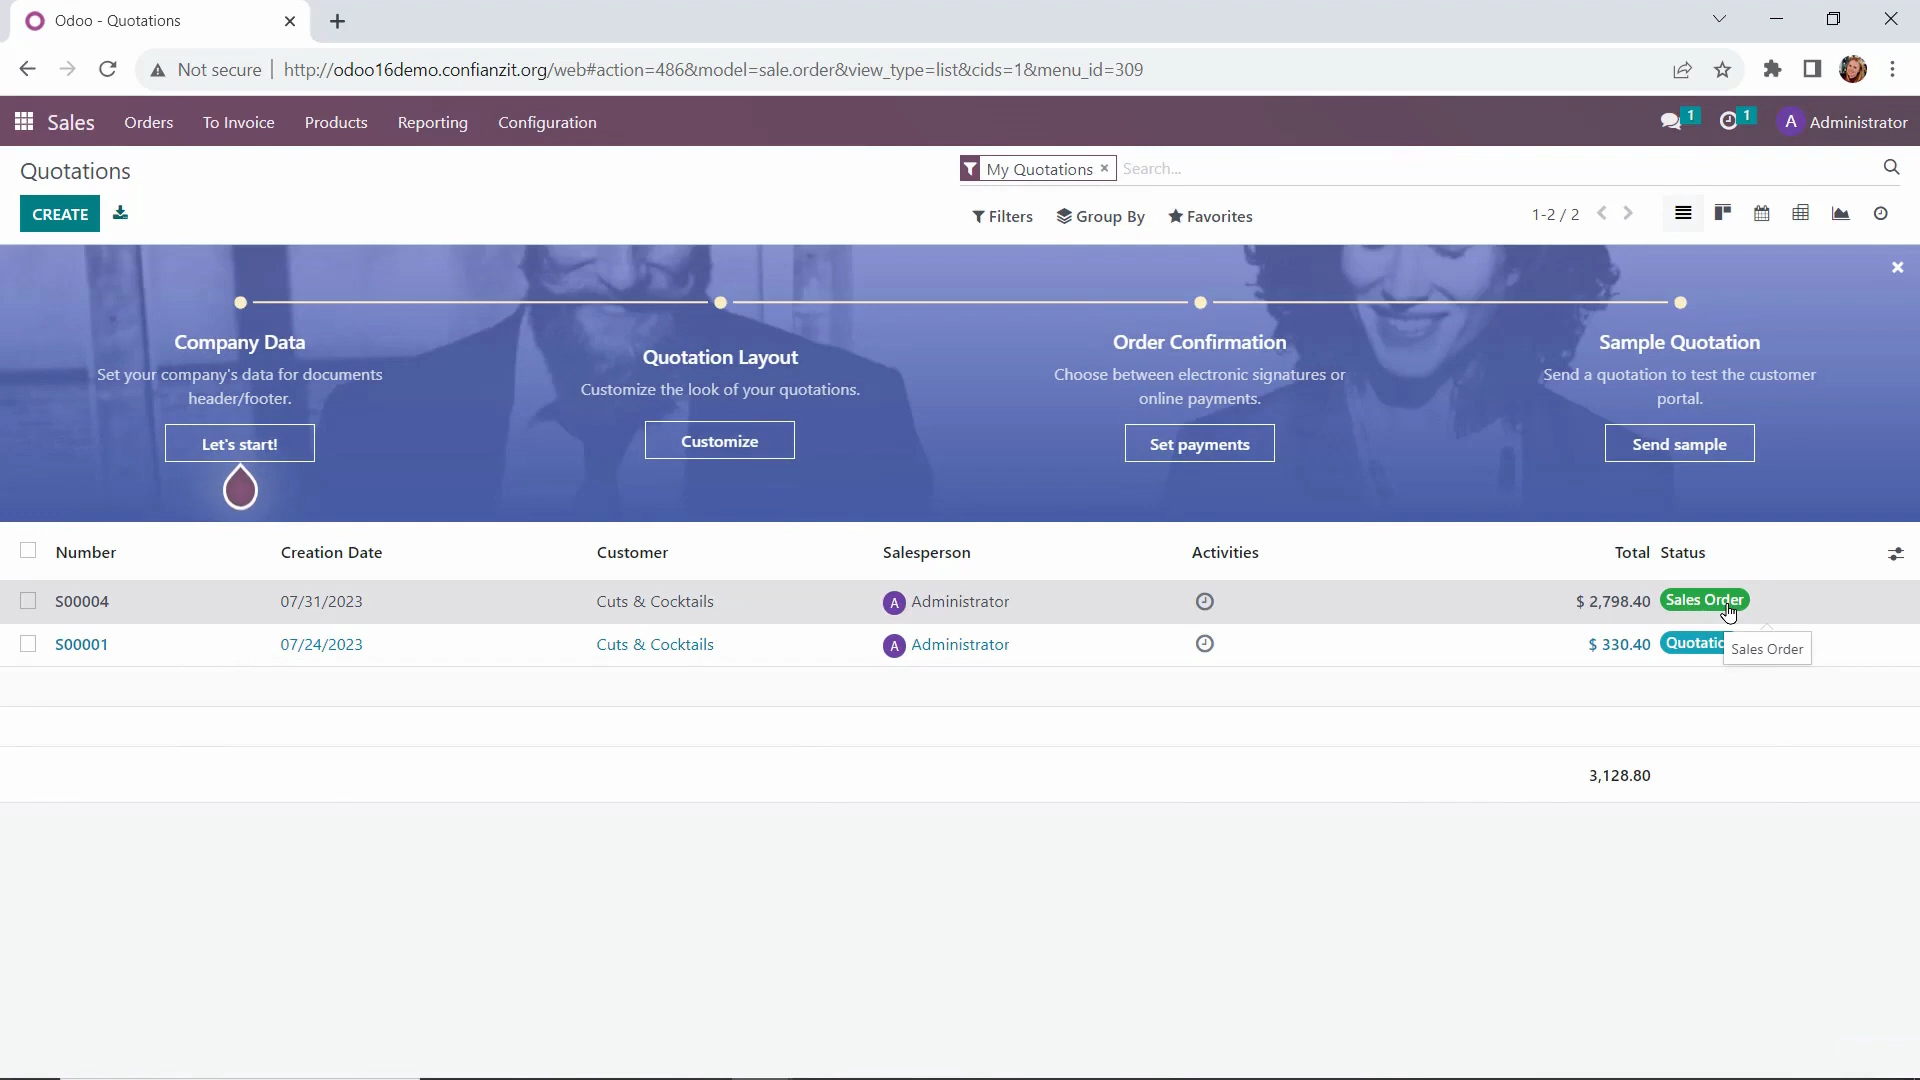 Odoo - Quotations
Not secure
http://odoo16demo.confianzit.org/web#action=486&model=sale.order&view_type=list&cids=1&menu_id=309
Sales Orders To Invoice Products Reporting Configuration 1 1 A Administrator
Quotations
My Quotations × Search...
CREATE
Filters Group By Favorites 1-2 / 2
Company Data
Set your company's data for documents
header/footer.
Let's start!
Quotation Layout
Customize the look of your quotations.
Customize
Order Confirmation
Choose between electronic signatures or
online payments.
Set payments
Sample Quotation
Send a quotation to test the customer
portal.
Send sample
Number Creation Date Customer Salesperson Activities Total Status
S00004 07/31/2023 Cuts & Cocktails A Administrator $ 2,798.40 Sales Order
S00001 07/24/2023 Cuts & Cocktails A Administrator $ 330.40 Quotatio
Sales Order
3,128.80